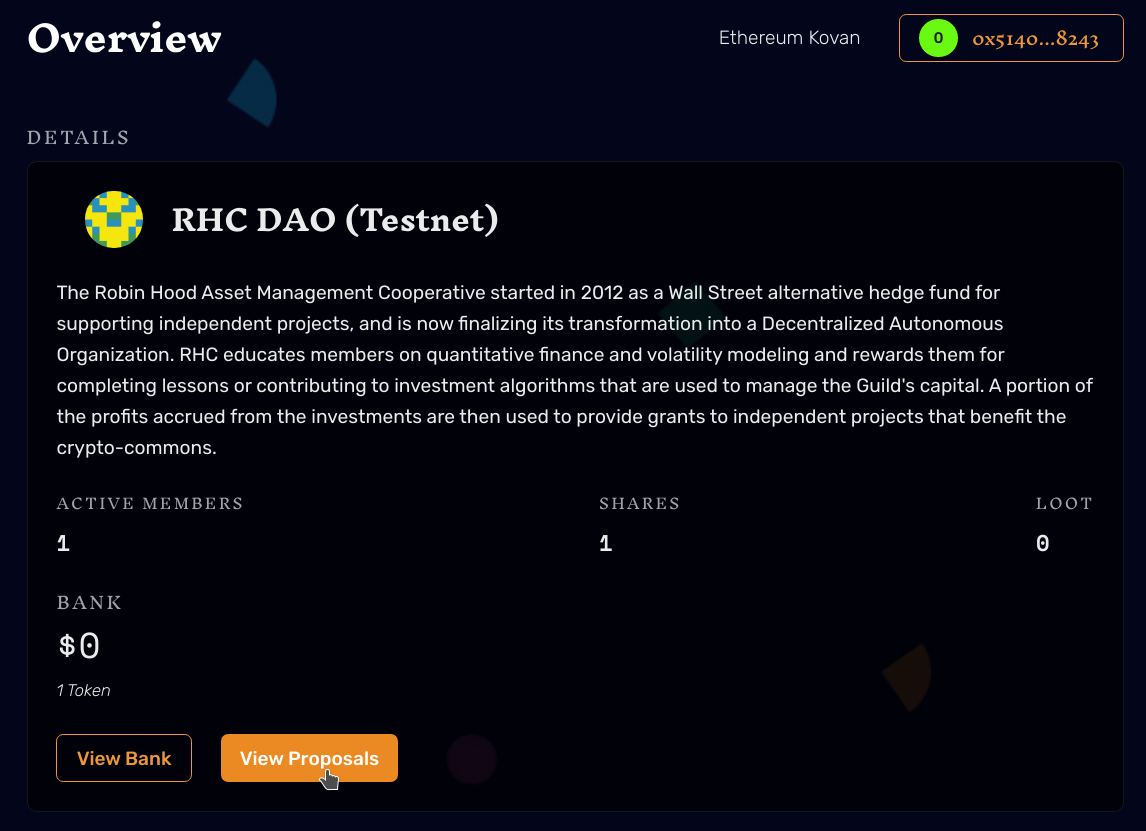 Overview
Ethereum Kovan
0
0x5140...8243
DETAILS
RHC DAO (Testnet)
The Robin Hood Asset Management Cooperative started in 2012 as a Wall Street alternative hedge fund for
supporting independent projects, and is now finalizing its transformation into a Decentralized Autonomous
Organization. RHC educates members on quantitative finance and volatility modeling and rewards them for
completing lessons or contributing to investment algorithms that are used to manage the Guild's capital. A portion of
the profits accrued from the investments are then used to provide grants to independent projects that benefit the
crypto-commons.
ACTIVE MEMBERS
1
SHARES
1
LOOT
0
BANK
$0
1 Token
View Bank
View Proposals